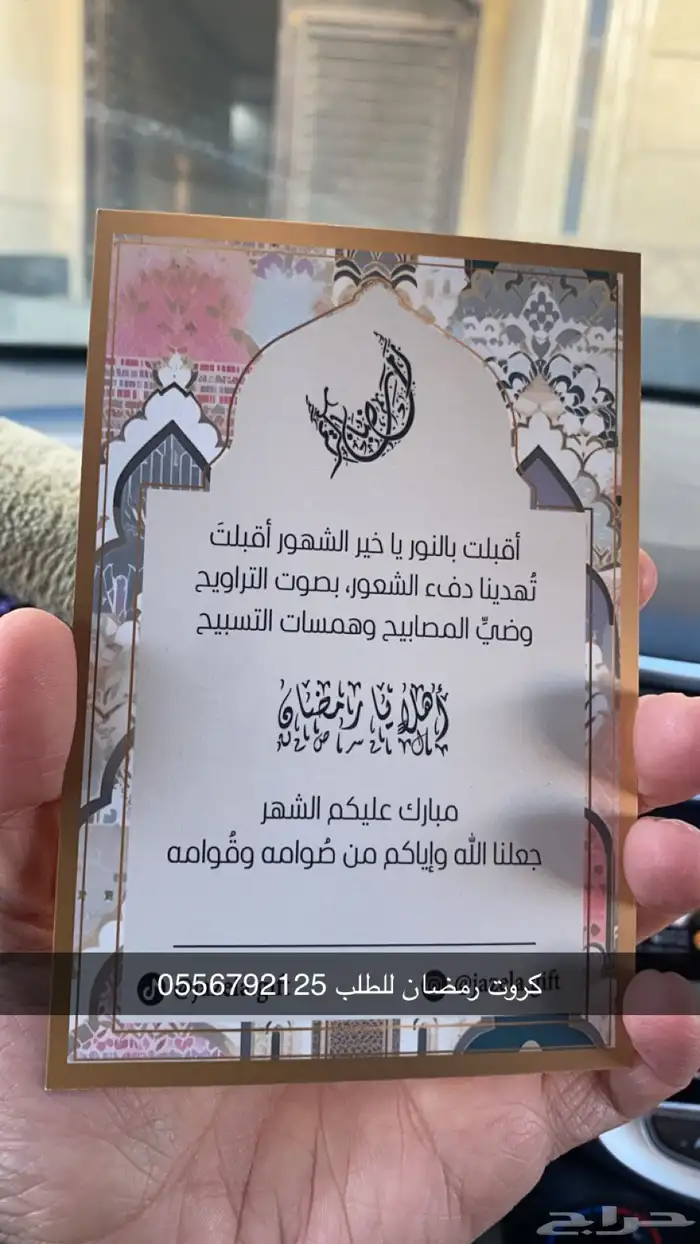 أقبلت بالنور يا خير الشهور أقبلتَ
تُهدينا دفء الشعور، بصوت التراويح
وضيِّ المصابيح وهمسات التسبيح
أهلاً يا رمضان
مبارك عليكم الشهر
جعلنا الله وإياكم من صُوامه وقُوامه
كروت رمضان للطلب 0556792125
حراج